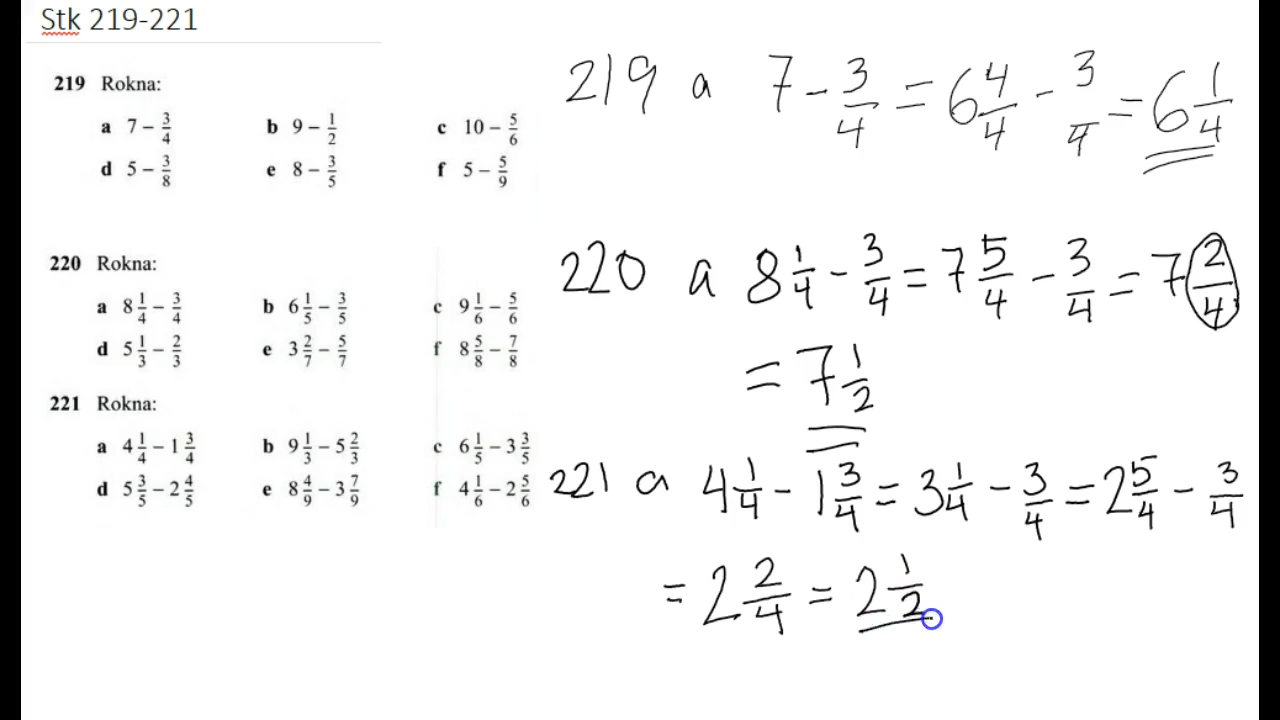 Stk 219-221
219 Rokna:
a 7 − 3/4 b 9 − 1/2 c 10 − 5/6
d 5 − 3/8 e 8 − 3/5 f 5 − 5/9
220 Rokna:
a 8 1/4 − 3/4 b 6 1/5 − 3/5 c 9 1/6 − 5/6
d 5 1/3 − 2/3 e 3 2/7 − 5/7 f 8 5/8 − 7/8
221 Rokna:
a 4 1/4 − 1 3/4 b 9 1/3 − 5 2/3 c 6 1/5 − 3 3/5
d 5 3/5 − 2 4/5 e 8 4/9 − 3 7/9 f 4 1/6 − 2 5/6
219 a 7 − 3/4 = 6 4/4 − 3/4 = 6 1/4
220 a 8 1/4 − 3/4 = 7 5/4 − 3/4 = 7 2/4
= 7 1/2
221 a 4 1/4 − 1 3/4 = 3 1/4 − 3/4 = 2 5/4 − 3/4
= 2 2/4 = 2 1/2